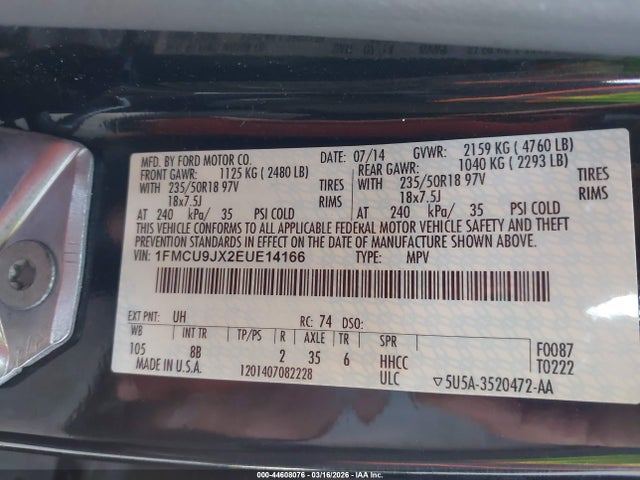 MFD. BY FORD MOTOR CO. DATE: 07/14 GVWR: 2159 KG (4760 LB)
FRONT GAWR: 1125 KG (2480 LB) REAR GAWR: 1040 KG (2293 LB)
WITH 235/50R18 97V TIRES WITH 235/50R18 97V TIRES
18x7.5J RIMS 18x7.5J RIMS
AT 240 kPa/ 35 PSI COLD AT 240 kPa/ 35 PSI COLD
THIS VEHICLE CONFORMS TO ALL APPLICABLE FEDERAL MOTOR VEHICLE SAFETY AND THEFT
PREVENTION STANDARDS IN EFFECT ON THE DATE OF MANUFACTURE SHOWN ABOVE.
VIN: 1FMCU9JX2EUE14166 TYPE: MPV
EXT PNT: UH RC: 74 DSO:
WB INT TR TP/PS R AXLE TR SPR F0087
105 8B 2 35 6 HHCC T0222
MADE IN U.S.A. 1201407082228 ULC ▽5U5A-3520472-AA
000-44608076 - 03/16/2026 - IAA Inc.